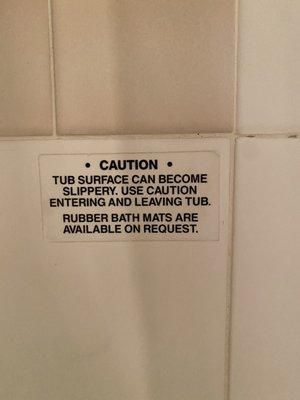 • CAUTION •
TUB SURFACE CAN BECOME
SLIPPERY. USE CAUTION
ENTERING AND LEAVING TUB.
RUBBER BATH MATS ARE
AVAILABLE ON REQUEST.